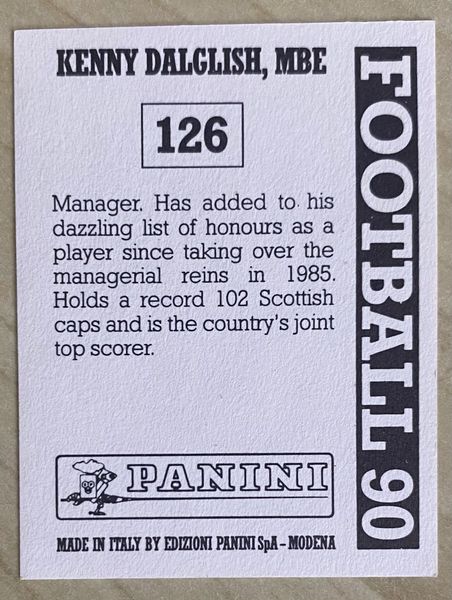 KENNY DALGLISH, MBE
126
Manager. Has added to his
dazzling list of honours as a
player since taking over the
managerial reins in 1985.
Holds a record 102 Scottish
caps and is the country's joint
top scorer.
FOOTBALL 90
PANINI
MADE IN ITALY BY EDIZIONI PANINI SpA - MODENA